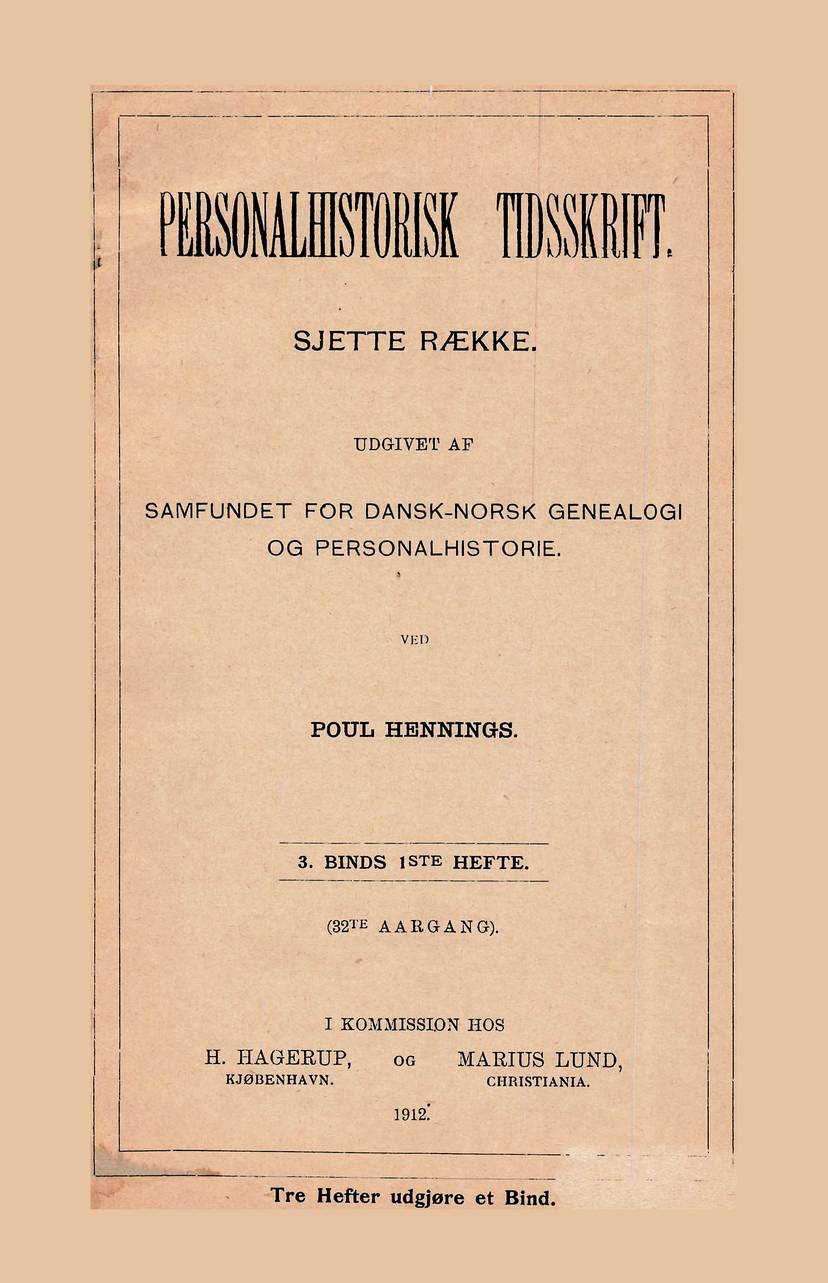 PERSONALHISTORISK TIDSSKRIFT.
SJETTE RÆKKE.
UDGIVET AF
SAMFUNDET FOR DANSK-NORSK GENEALOGI
OG PERSONALHISTORIE.
VED
POUL HENNINGS.
3. BINDS 1STE HEFTE.
(32TE AARGANG).
I KOMMISSION HOS
H. HAGERUP, OG MARIUS LUND,
KJØBENHAVN. CHRISTIANIA.
1912.
Tre Hefter udgjøre et Bind.